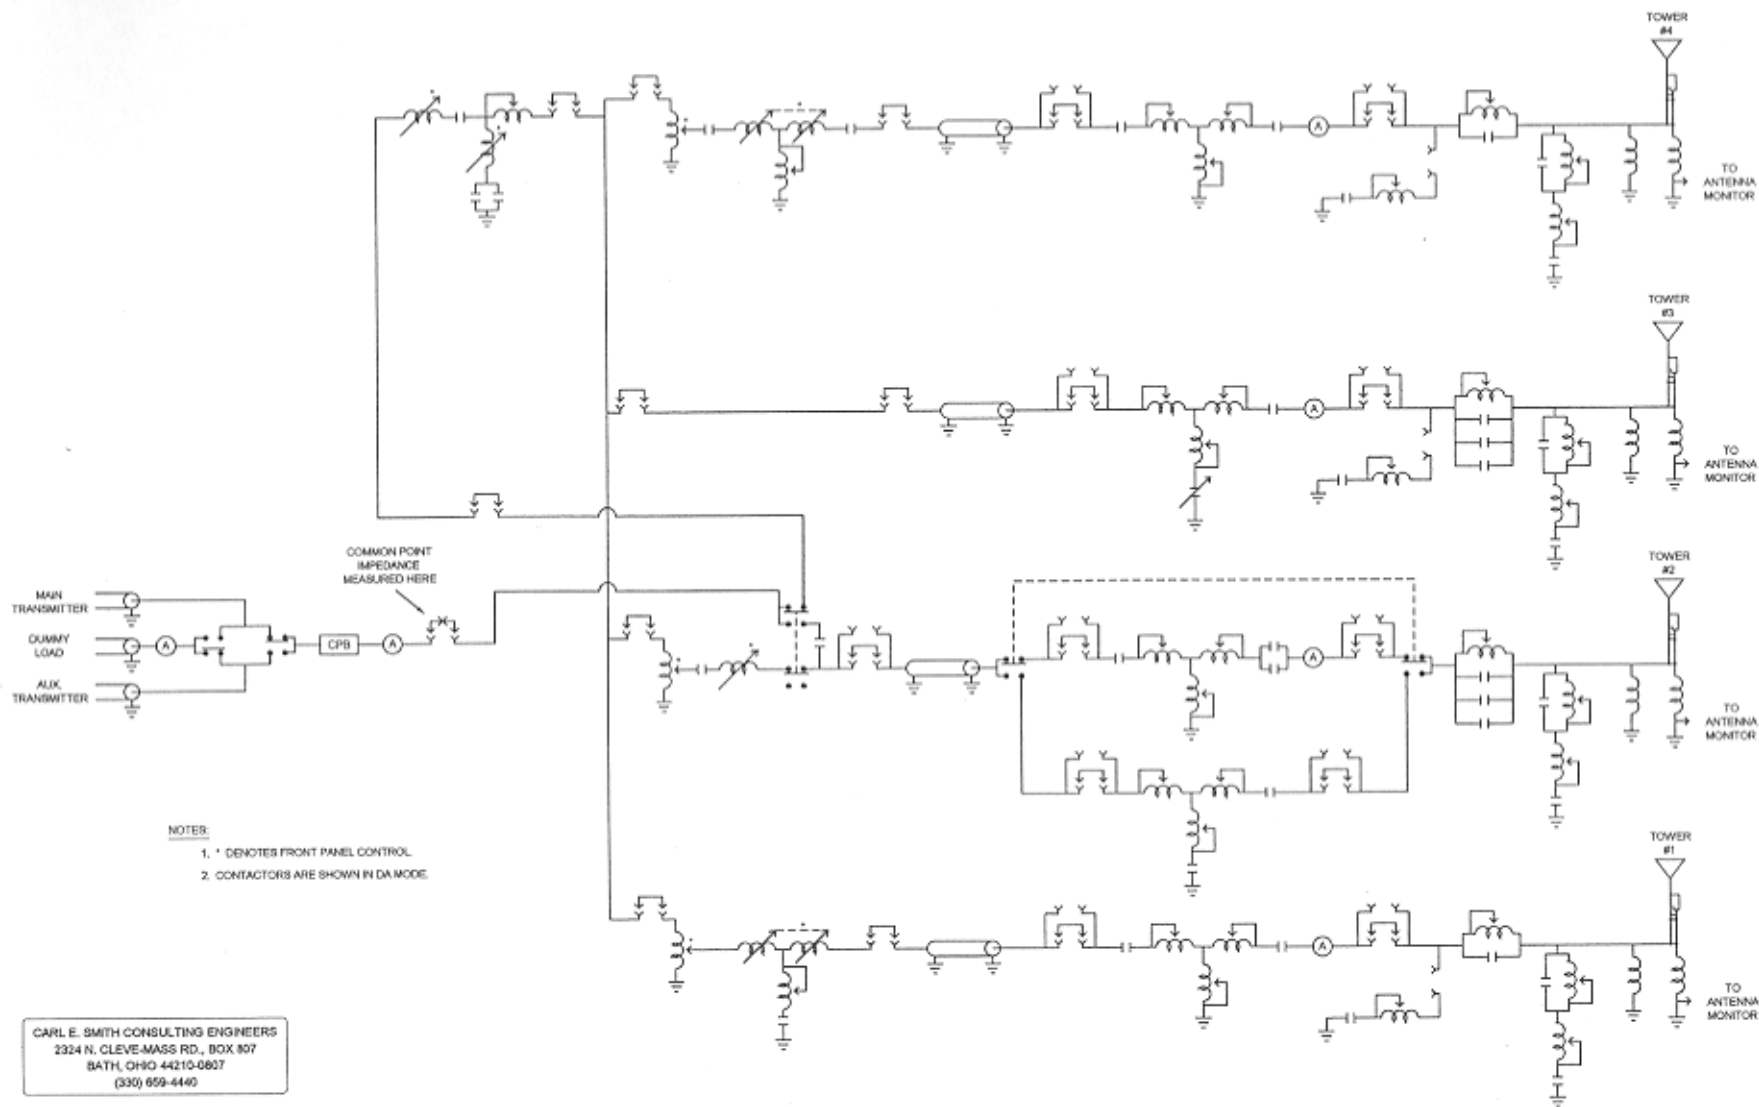 TOWER
#4
TO
ANTENNA
MONITOR
TOWER
#3
TO
ANTENNA
MONITOR
COMMON POINT
IMPEDANCE
MEASURED HERE
TOWER
#2
MAIN
TRANSMITTER
DUMMY
LOAD
A
CPB
A
AUX.
TRANSMITTER
A
A
A
TO
ANTENNA
MONITOR
NOTES:
1. * DENOTES FRONT PANEL CONTROL.
2. CONTACTORS ARE SHOWN IN DA MODE.
TOWER
#1
A
TO
ANTENNA
MONITOR
CARL E. SMITH CONSULTING ENGINEERS
2324 N. CLEVE-MASS RD., BOX 807
BATH, OHIO 44210-0807
(330) 659-4440